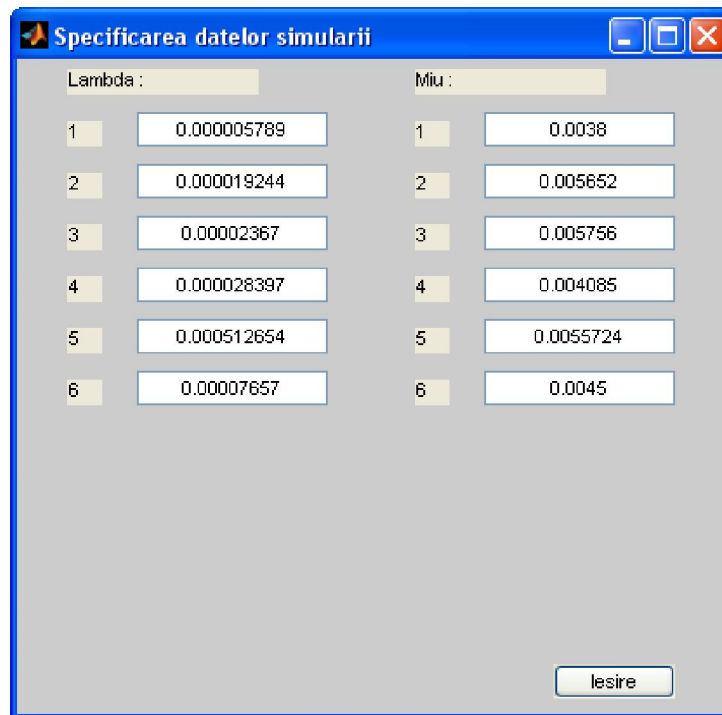 Specificarea datelor simularii
Lambda : Miu :
1 0.000005789 1 0.0038
2 0.000019244 2 0.005652
3 0.00002367 3 0.005756
4 0.000028397 4 0.004085
5 0.000512654 5 0.0055724
6 0.00007657 6 0.0045
Iesire